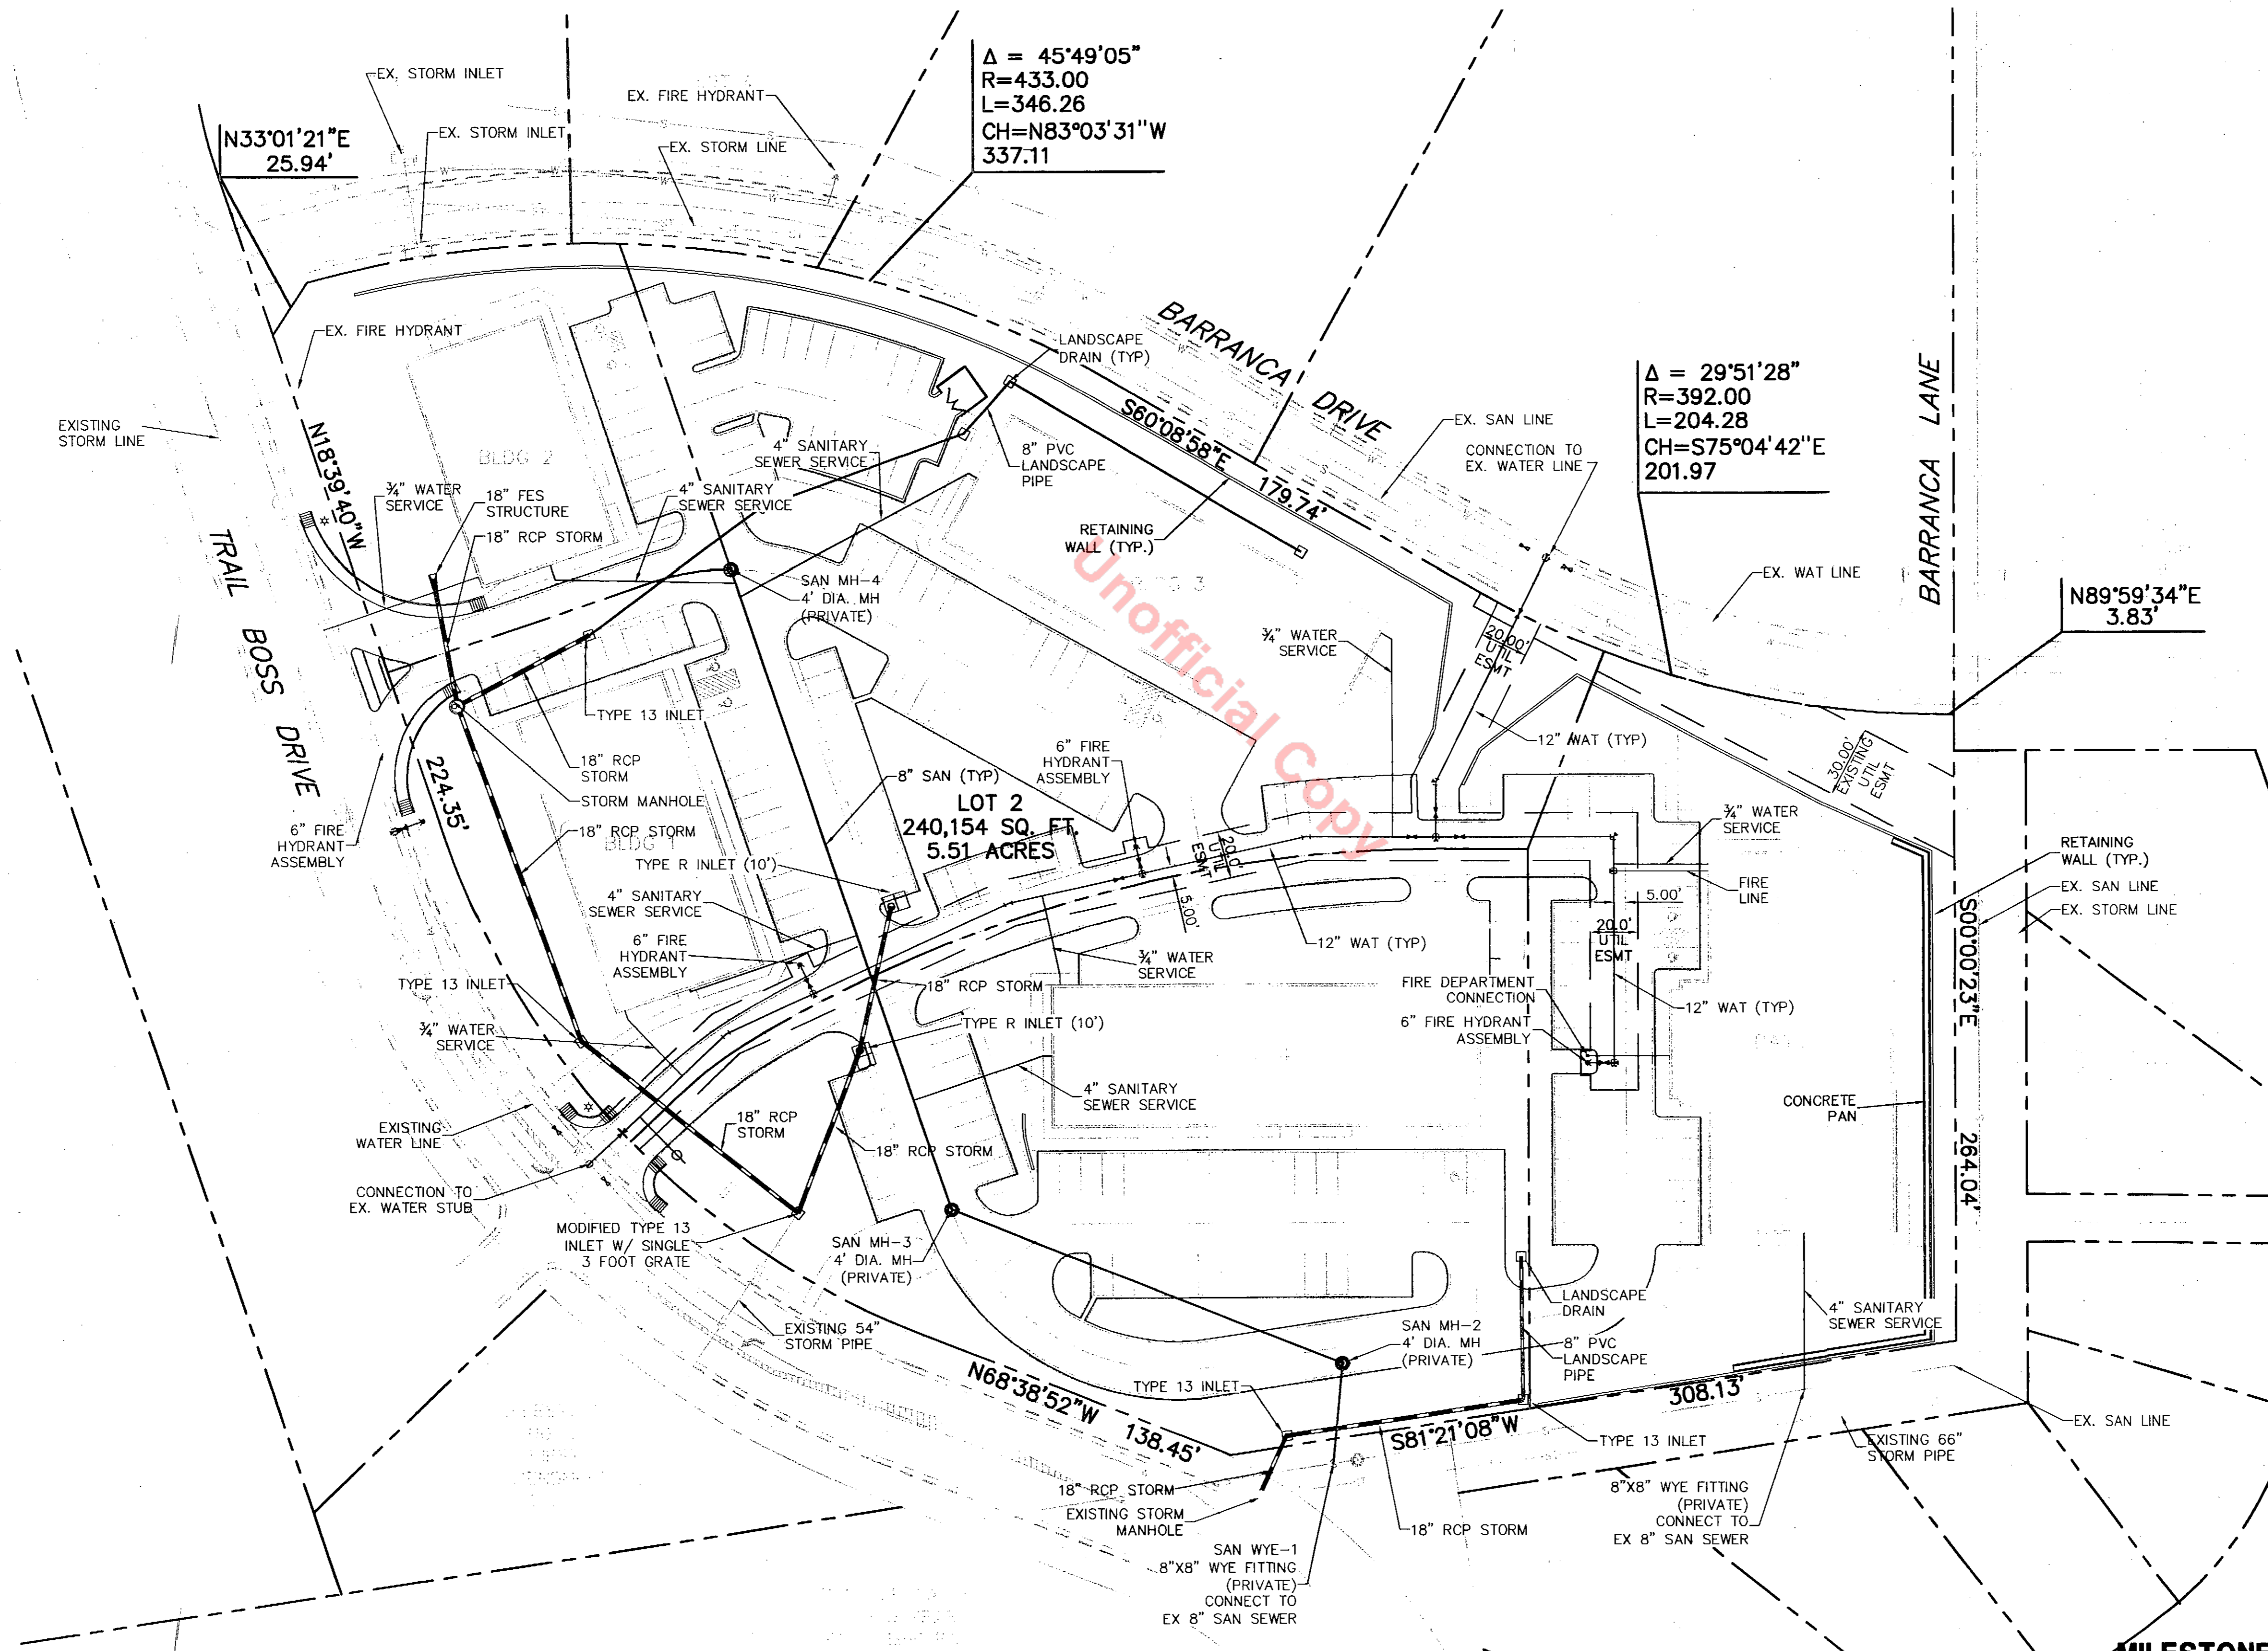 Δ = 45°49'05"
R=433.00
L=346.26
CH=N83°03'31"W
337.11
EX. STORM INLET
EX. FIRE HYDRANT
N33°01'21"E
25.94'
EX. STORM INLET
EX. STORM LINE
BARRANCA DRIVE
EX. FIRE HYDRANT
LANDSCAPE
DRAIN (TYP)
Δ = 29°51'28"
R=392.00
L=204.28
CH=S75°04'42"E
201.97
BARRANCA LANE
EXISTING
STORM LINE
N18°39'40"W
224.35'
BLDG 2
4" SANITARY
SEWER SERVICE
8" PVC
LANDSCAPE
PIPE
S60°08'58"E
179.74'
EX. SAN LINE
CONNECTION TO
EX. WATER LINE
3/4" WATER
SERVICE
18" FES
STRUCTURE
18" RCP STORM
4" SANITARY
SEWER SERVICE
RETAINING
WALL (TYP.)
TRAIL BOSS DRIVE
SAN MH-4
4' DIA. MH
(PRIVATE)
Unofficial Copy
3
EX. WAT LINE
N89°59'34"E
3.83'
3/4" WATER
SERVICE
20.00'
UTIL
ESMT
TYPE 13 INLET
18" RCP
STORM
6" FIRE
HYDRANT
ASSEMBLY
12" WAT (TYP)
30.00'
EXISTING
UTIL
ESMT
8" SAN (TYP)
STORM MANHOLE
LOT 2
240,154 SQ. FT.
5.51 ACRES
6" FIRE
HYDRANT
ASSEMBLY
18" RCP STORM
BLDG 1
TYPE R INLET (10')
20.0'
UTIL
ESMT
3/4" WATER
SERVICE
RETAINING
WALL (TYP.)
EX. SAN LINE
EX. STORM LINE
FIRE
LINE
5.00'
5.00'
4" SANITARY
SEWER SERVICE
6" FIRE
HYDRANT
ASSEMBLY
20.0'
UTIL
ESMT
12" WAT (TYP)
3/4" WATER
SERVICE
S00°00'23"E
264.04'
TYPE 13 INLET
18" RCP STORM
FIRE DEPARTMENT
CONNECTION
12" WAT (TYP)
3/4" WATER
SERVICE
TYPE R INLET (10')
6" FIRE HYDRANT
ASSEMBLY
4" SANITARY
SEWER SERVICE
CONCRETE
PAN
EXISTING
WATER LINE
18" RCP
STORM
18" RCP STORM
CONNECTION TO
EX. WATER STUB
MODIFIED TYPE 13
INLET W/ SINGLE
3 FOOT GRATE
SAN MH-3
4' DIA. MH
(PRIVATE)
LANDSCAPE
DRAIN
4" SANITARY
SEWER SERVICE
EXISTING 54"
STORM PIPE
SAN MH-2
4' DIA. MH
(PRIVATE)
8" PVC
LANDSCAPE
PIPE
N68°38'52"W
138.45'
TYPE 13 INLET
308.13'
S81°21'08"W
TYPE 13 INLET
EX. SAN LINE
EXISTING 66"
STORM PIPE
18" RCP STORM
EXISTING STORM
MANHOLE
18" RCP STORM
8"X8" WYE FITTING
(PRIVATE)
CONNECT TO
EX 8" SAN SEWER
SAN WYE-1
8"X8" WYE FITTING
(PRIVATE)
CONNECT TO
EX 8" SAN SEWER
MILESTONE